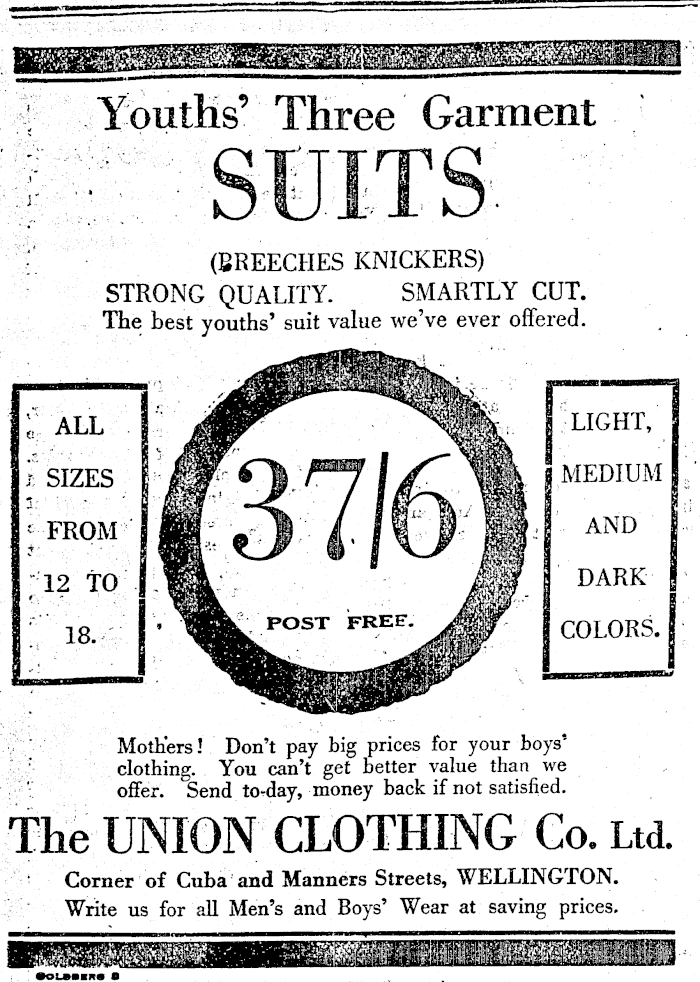 Youths' Three Garment
SUITS
(BREECHES KNICKERS)
STRONG QUALITY. SMARTLY CUT.
The best youths' suit value we've ever offered.
ALL
SIZES
FROM
12 TO
18.
37/6
POST FREE.
LIGHT,
MEDIUM
AND
DARK
COLORS.
Mothers! Don't pay big prices for your boys'
clothing. You can't get better value than we
offer. Send to-day, money back if not satisfied.
The UNION CLOTHING Co. Ltd.
Corner of Cuba and Manners Streets, WELLINGTON.
Write us for all Men's and Boys' Wear at saving prices.
GOLDBERG